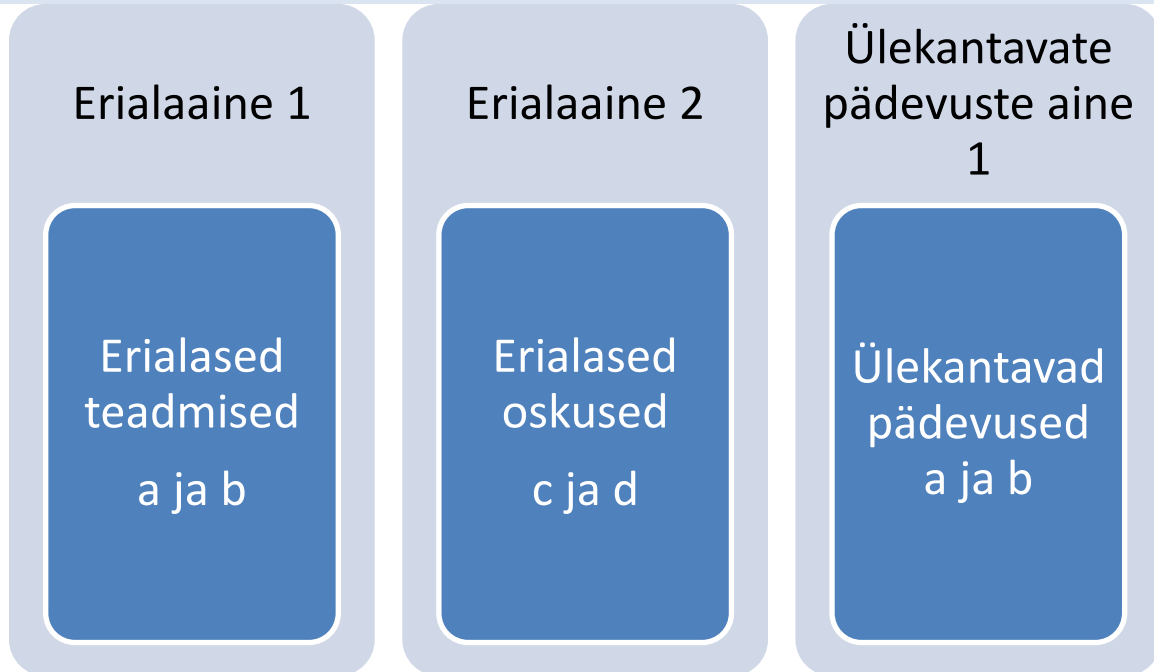 Erialaaine 1
Erialased
teadmised
a ja b
Erialaaine 2
Erialased
oskused
c ja d
Ülekantavate
pädevuste aine
1
Ülekantavad
pädevused
a ja b